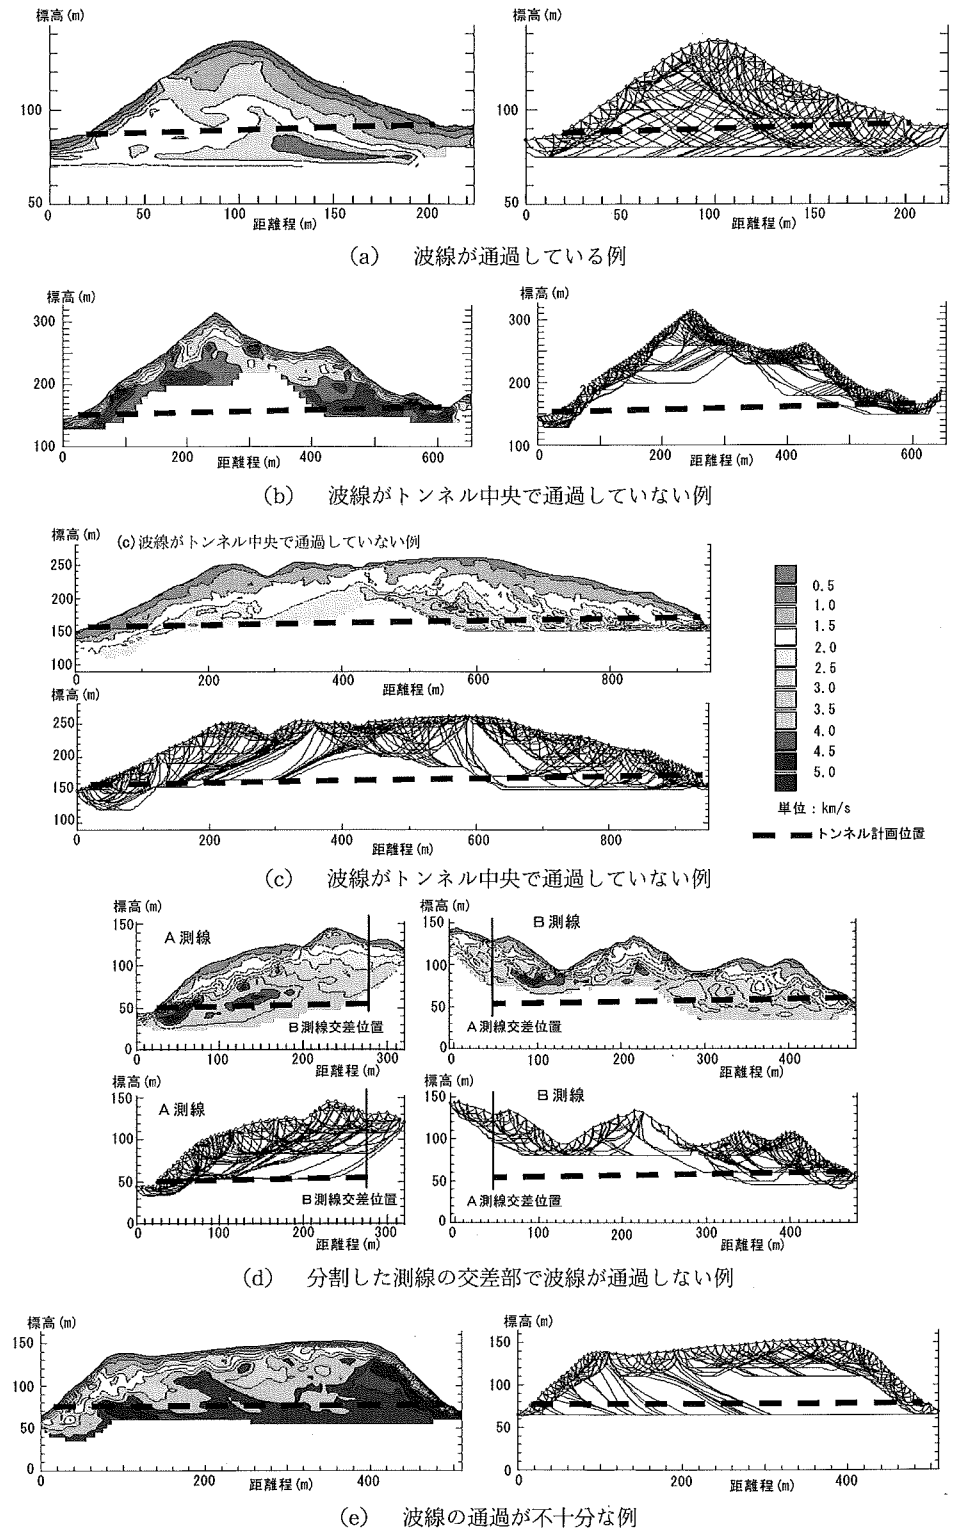 標高(m)
標高(m)
100
50
0
50
100
150
200
距離程(m)
100
50
0
50
100
150
200
距離程(m)
(a) 波線が通過している例
標高(m)
標高(m)
300
200
100
0
200
400
600
距離程(m)
300
200
100
0
200
400
600
距離程(m)
(b) 波線がトンネル中央で通過していない例
標高(m)
(c)波線がトンネル中央で通過していない例
250
200
150
100
0
200
400
600
800
距離程(m)
標高(m)
250
200
150
100
0
200
400
600
800
距離程(m)
0.5
1.0
1.5
2.0
2.5
3.0
3.5
4.0
4.5
5.0
単位:km/s
トンネル計画位置
(c) 波線がトンネル中央で通過していない例
標高(m)
A測線
150
100
50
0
B測線交差位置
0
100
200
300
距離程(m)
標高(m)
B測線
150
100
50
0
A測線交差位置
0
100
200
300
400
距離程(m)
標高(m)
A測線
150
100
50
0
B測線交差位置
0
100
200
300
距離程(m)
標高(m)
B測線
150
100
50
0
A測線交差位置
0
100
200
300
400
距離程(m)
(d) 分割した測線の交差部で波線が通過しない例
標高(m)
150
100
50
0
0
200
400
距離程(m)
標高(m)
150
100
50
0
0
200
400
距離程(m)
(e) 波線の通過が不十分な例